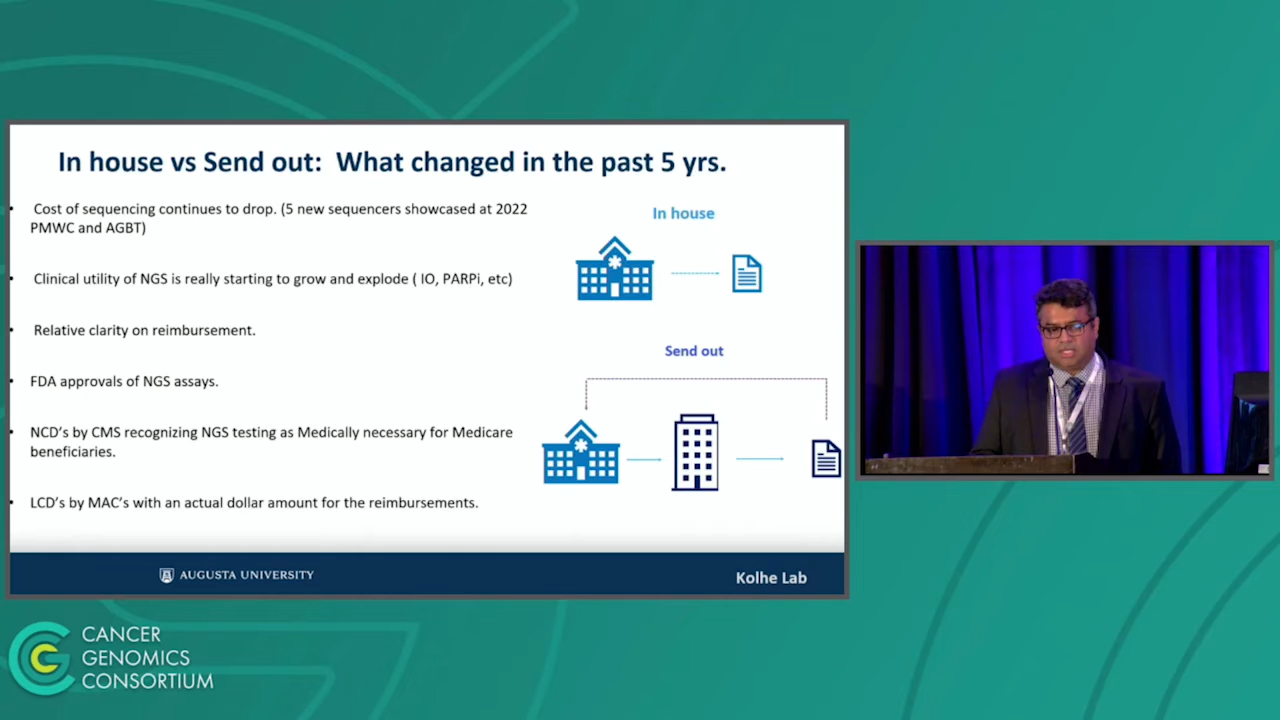 In house vs Send out: What changed in the past 5 yrs.
• Cost of sequencing continues to drop. (5 new sequencers showcased at 2022
PMWC and AGBT)
• Clinical utility of NGS is really starting to grow and explode ( IO, PARPi, etc)
• Relative clarity on reimbursement.
• FDA approvals of NGS assays.
• NCD's by CMS recognizing NGS testing as Medically necessary for Medicare
beneficiaries.
• LCD's by MAC's with an actual dollar amount for the reimbursements.
In house
Send out
AUGUSTA UNIVERSITY
Kolhe Lab
CANCER
GENOMICS
CONSORTIUM